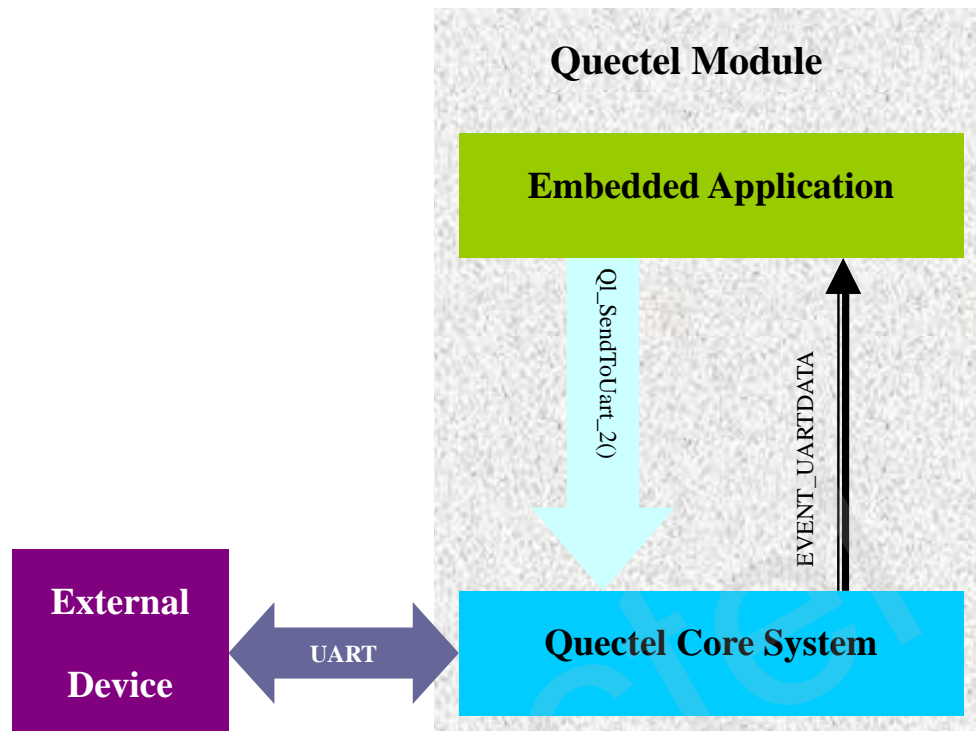 Quectel Module
Embedded Application
Ql_SendToUart_2()
EVENT_UARTDATA
External
Device
UART
Quectel Core System